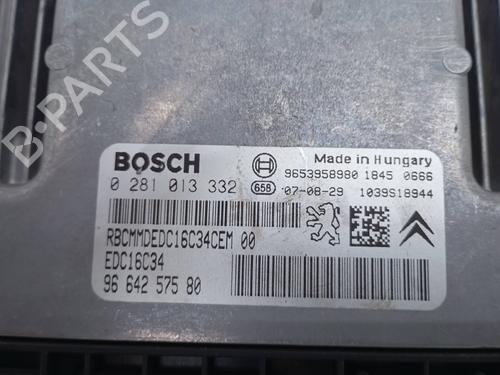 B-PARTS
BOSCH
Made in Hungary
9653958980 1845 0666
0 281 013 332
658
07-08-29 1039S18944
RBCMMDEDC16C34CEM 00
EDC16C34
96 642 575 80